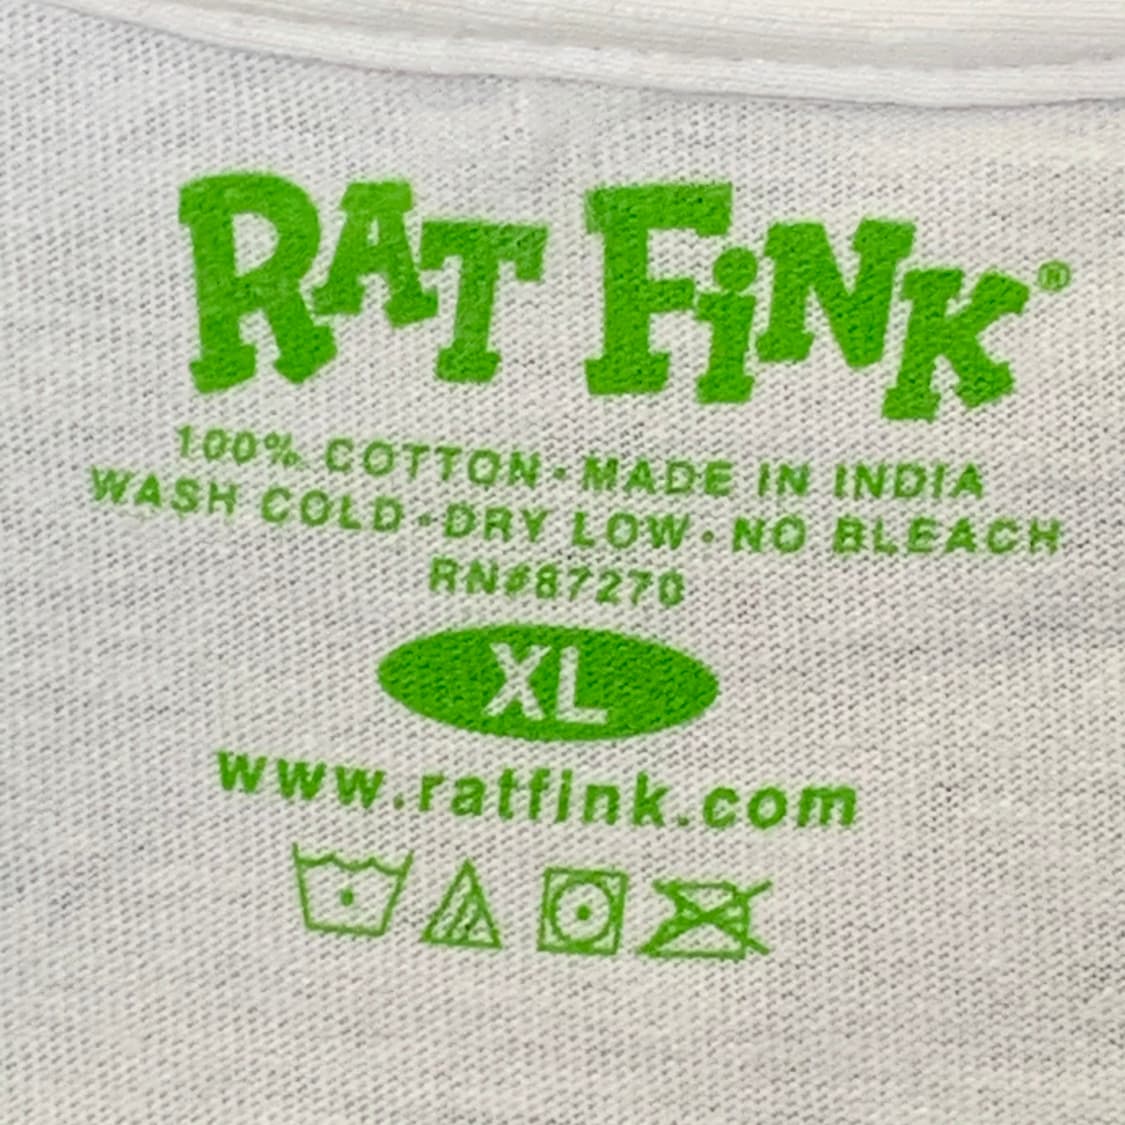 RAT FiNK®
100% COTTON • MADE IN INDIA
WASH COLD • DRY LOW • NO BLEACH
RN#87270
XL
www.ratfink.com